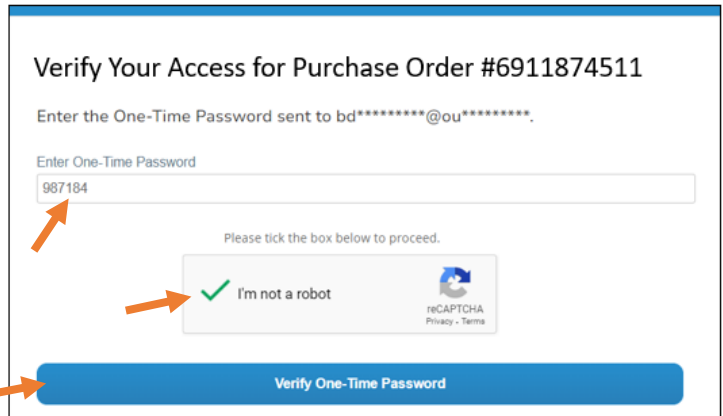 Verify Your Access for Purchase Order #6911874511
Enter the One-Time Password sent to bd*********@ou*********.
Enter One-Time Password
987184
Please tick the box below to proceed.
I'm not a robot
reCAPTCHA
Privacy - Terms
Verify One-Time Password